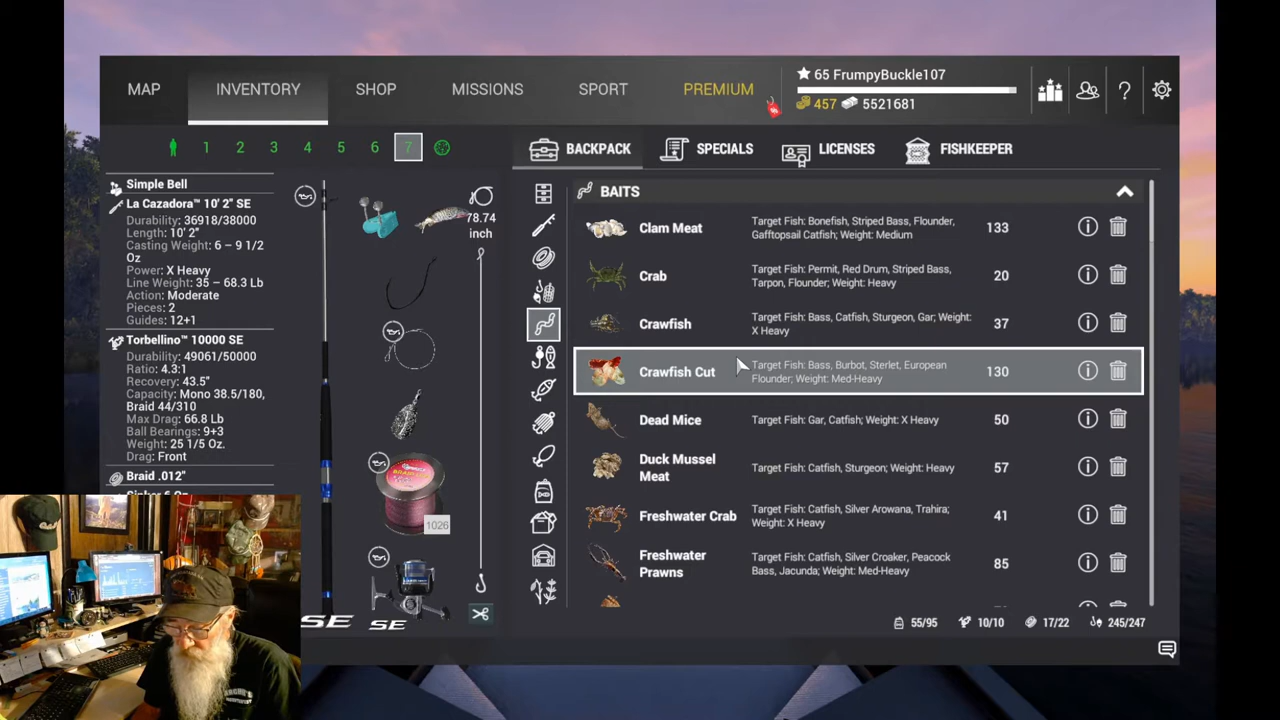 MAP
INVENTORY
SHOP
MISSIONS
SPORT
PREMIUM
65 FrumpyBuckle107
457 5521681
?
1 2 3 4 5 6 7
BACKPACK
SPECIALS
LICENSES
FISHKEEPER
Simple Bell
La Cazadora™ 10' 2" SE
Durability: 36918/38000
Length: 10' 2"
Casting Weight: 6 – 9 1/2
Oz
Power: X Heavy
Line Weight: 35 – 68.3 Lb
Action: Moderate
Pieces: 2
Guides: 12+1
Torbellino™ 10000 SE
Durability: 49061/50000
Ratio: 4.3:1
Recovery: 43.5"
Capacity: Mono 38.5/180,
Braid 44/310
Max Drag: 66.8 Lb
Ball Bearings: 9+3
Weight: 25 1/5 Oz.
Drag: Front
Braid .012"
78.74
inch
1026
SE
SE
BAITS
Clam Meat
Target Fish: Bonefish, Striped Bass, Flounder,
Gafftopsail Catfish; Weight: Medium
133
Crab
Target Fish: Permit, Red Drum, Striped Bass,
Tarpon, Flounder; Weight: Heavy
20
Crawfish
Target Fish: Bass, Catfish, Sturgeon, Gar; Weight:
X Heavy
37
Crawfish Cut
Target Fish: Bass, Burbot, Sterlet, European
Flounder; Weight: Med-Heavy
130
Dead Mice
Target Fish: Gar, Catfish; Weight: X Heavy
50
Duck Mussel
Meat
Target Fish: Catfish, Sturgeon; Weight: Heavy
57
Freshwater Crab
Target Fish: Catfish, Silver Arowana, Trahira;
Weight: X Heavy
41
Freshwater
Prawns
Target Fish: Catfish, Silver Croaker, Peacock
Bass, Jacunda; Weight: Med-Heavy
85
55/95
10/10
17/22
245/247